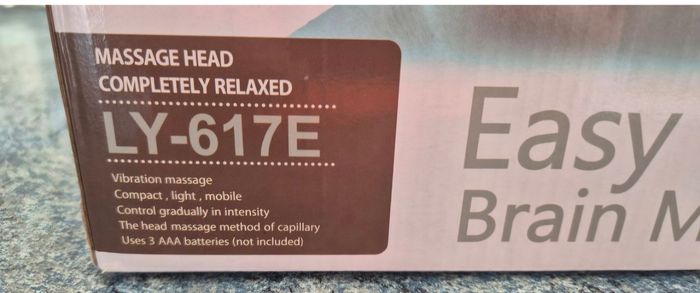 MASSAGE HEAD
COMPLETELY RELAXED
LY-617E
Vibration massage
Compact , light , mobile
Control gradually in intensity
The head massage method of capillary
Uses 3 AAA batteries (not included)
Easy
Brain M